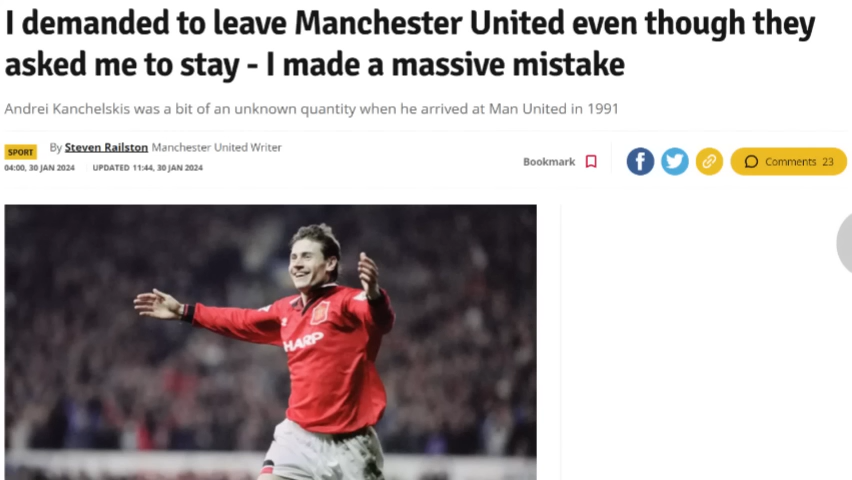 I demanded to leave Manchester United even though they
asked me to stay - I made a massive mistake
Andrei Kanchelskis was a bit of an unknown quantity when he arrived at Man United in 1991
SPORT By Steven Railston Manchester United Writer
04:00, 30 JAN 2024 UPDATED 11:44, 30 JAN 2024
Bookmark Comments 23
HARP